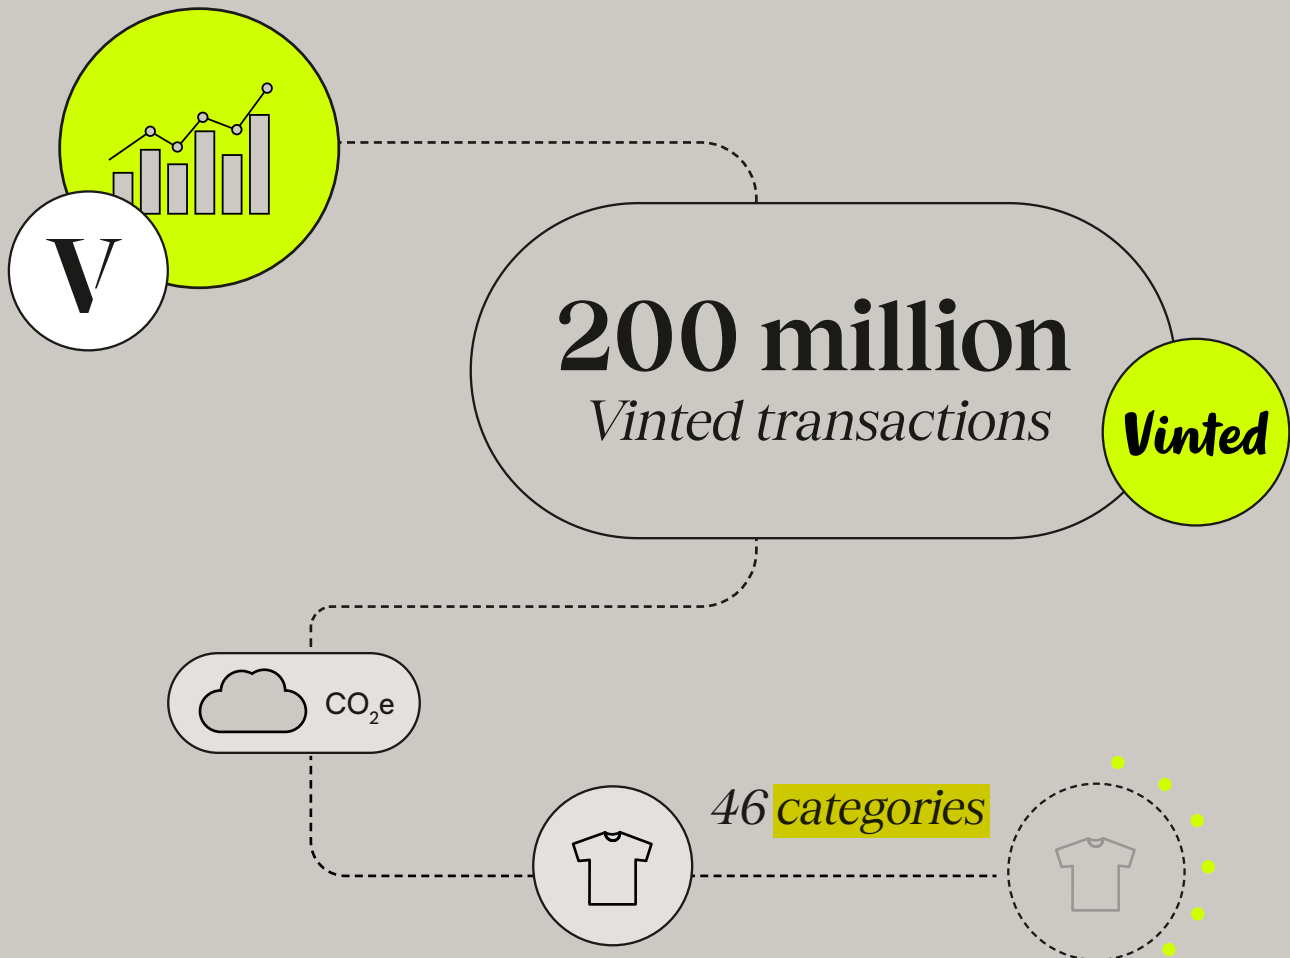 V
200 million
Vinted transactions
Vinted
CO₂e
46 categories